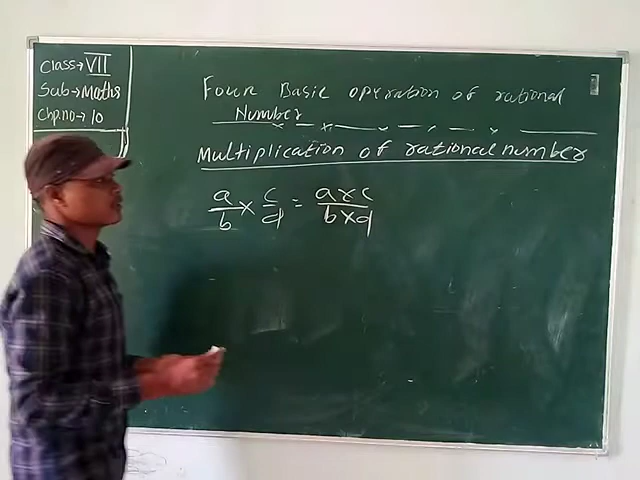 Class→VII
Sub→Maths
Chp.no→10
Four Basic operation of rational
Number
Multiplication of rational number
a/b × c/d = a×c/b×d